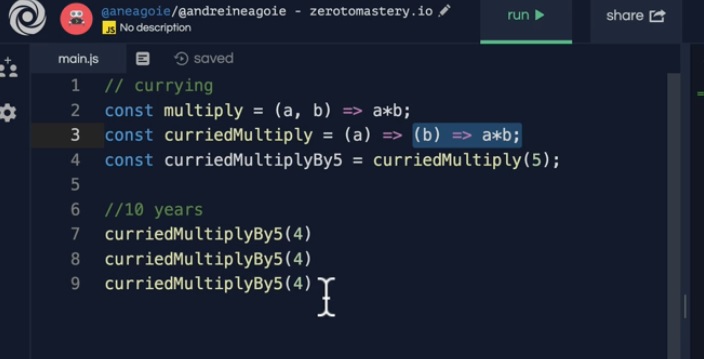 @aneagoie/@andreineagoie - zerotomastery.io
JS No description
run
share
main.js
saved
1 // currying
2 const multiply = (a, b) => a*b;
3 const curriedMultiply = (a) => (b) => a*b;
4 const curriedMultiplyBy5 = curriedMultiply(5);
5
6 //10 years
7 curriedMultiplyBy5(4)
8 curriedMultiplyBy5(4)
9 curriedMultiplyBy5(4)